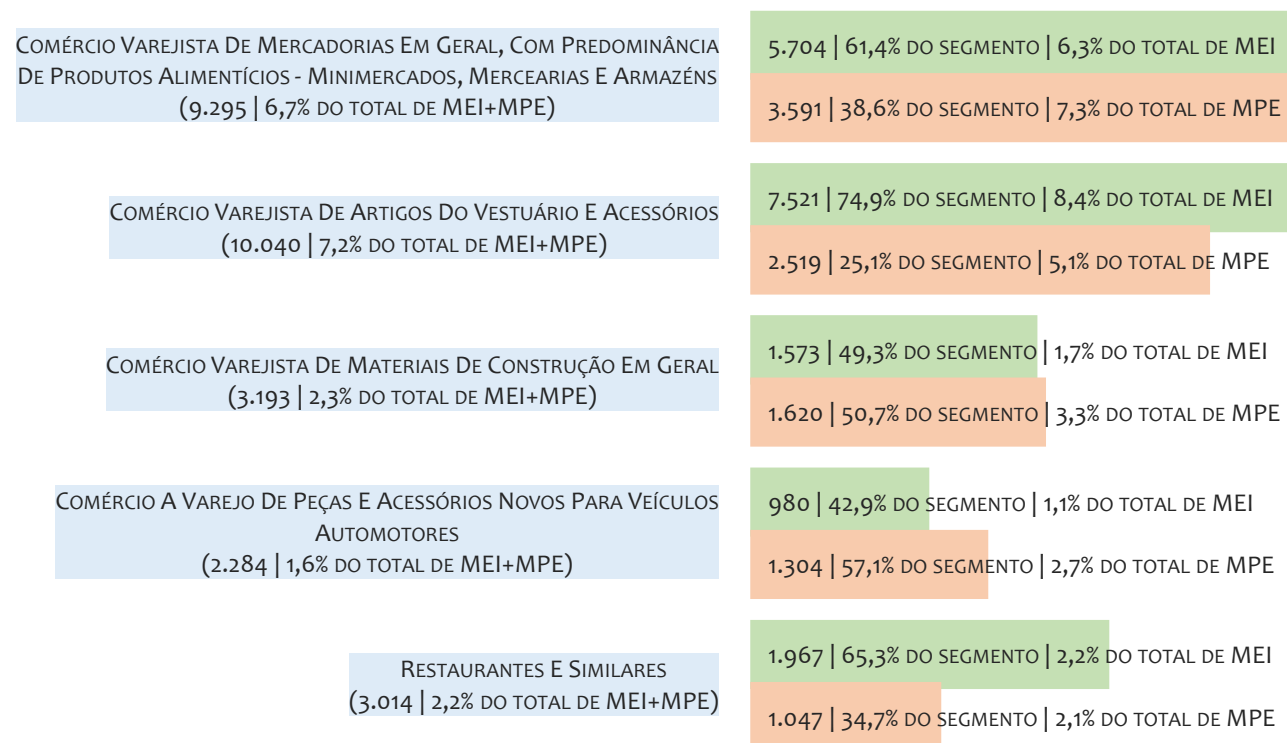 Comércio Varejista De Mercadorias Em Geral, Com Predominância
De Produtos Alimentícios - Minimercados, Mercearias E Armazéns
(9.295 | 6,7% do total de MEI+MPE)
5.704 | 61,4% do segmento | 6,3% do total de MEI
3.591 | 38,6% do segmento | 7,3% do total de MPE
Comércio Varejista De Artigos Do Vestuário E Acessórios
(10.040 | 7,2% do total de MEI+MPE)
7.521 | 74,9% do segmento | 8,4% do total de MEI
2.519 | 25,1% do segmento | 5,1% do total de MPE
Comércio Varejista De Materiais De Construção Em Geral
(3.193 | 2,3% do total de MEI+MPE)
1.573 | 49,3% do segmento | 1,7% do total de MEI
1.620 | 50,7% do segmento | 3,3% do total de MPE
Comércio A Varejo De Peças E Acessórios Novos Para Veículos
Automotores
(2.284 | 1,6% do total de MEI+MPE)
980 | 42,9% do segmento | 1,1% do total de MEI
1.304 | 57,1% do segmento | 2,7% do total de MPE
Restaurantes E Similares
(3.014 | 2,2% do total de MEI+MPE)
1.967 | 65,3% do segmento | 2,2% do total de MEI
1.047 | 34,7% do segmento | 2,1% do total de MPE